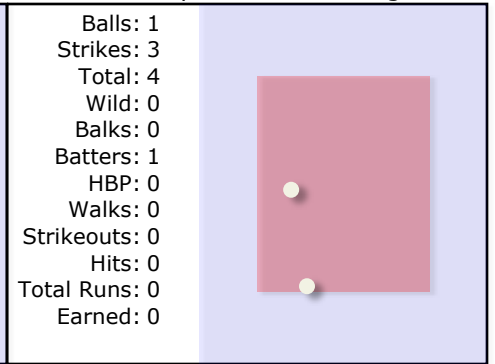 Balls: 1
Strikes: 3
Total: 4
Wild: 0
Balks: 0
Batters: 1
HBP: 0
Walks: 0
Strikeouts: 0
Hits: 0
Total Runs: 0
Earned: 0